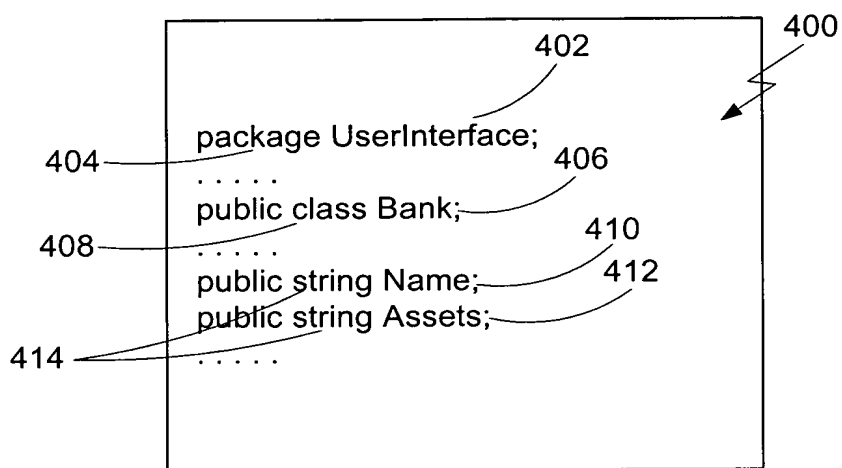 400
402
package UserInterface;
404
. . . . .
406
public class Bank;
408
. . . . .
410
public string Name;
412
public string Assets;
414
. . . . .